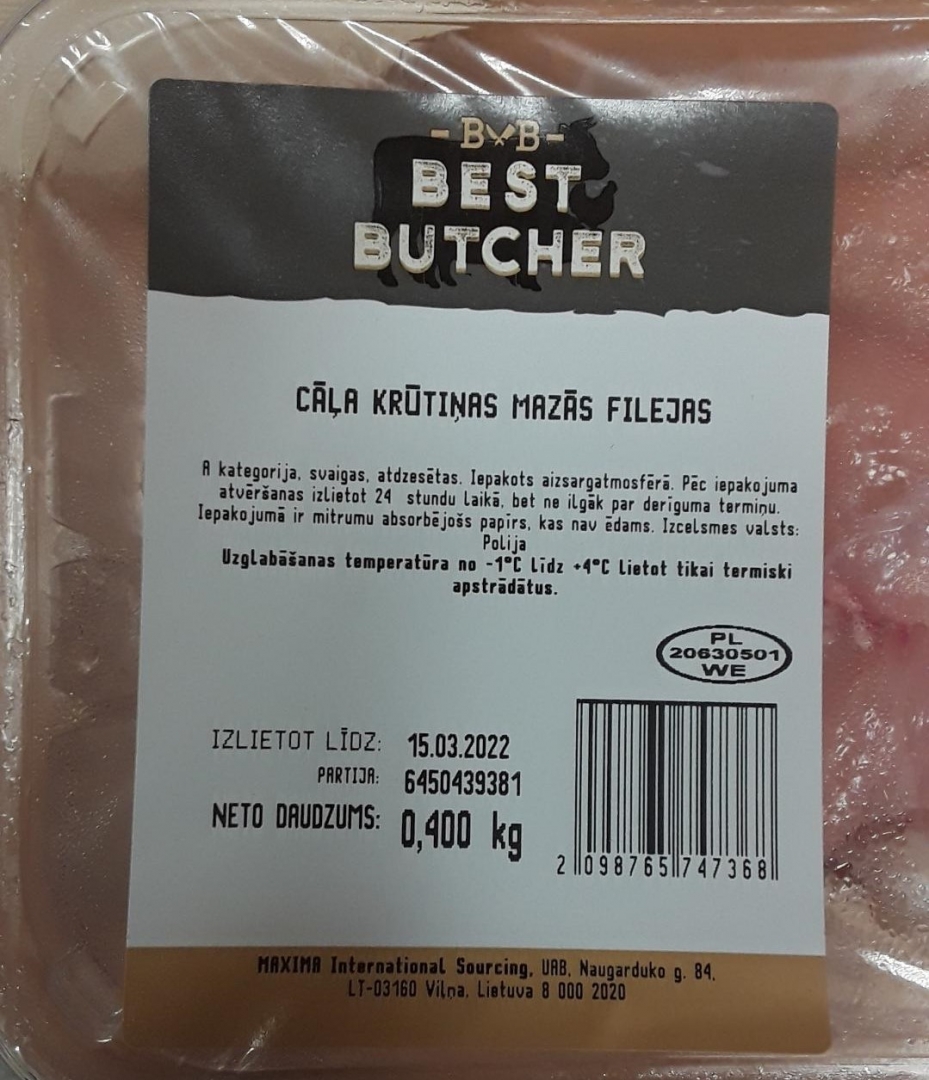 - B B -
BEST
BUTCHER
CĀĻA KRŪTIŅAS MAZĀS FILEJAS
A kategorija, svaigas, atdzesētas. Iepakots aizsargatmosfērā. Pēc iepakojuma
atvēršanas izlietot 24 stundu laikā, bet ne ilgāk par derīguma termiņu.
Iepakojumā ir mitrumu absorbējošs papīrs, kas nav ēdams. Izcelsmes valsts:
Polija
Uzglabāšanas temperatūra no -1°C līdz +4°C Lietot tikai termiski
apstrādātus.
PL
20630501
WE
IZLIETOT LĪDZ: 15.03.2022
PARTIJA: 6450439381
NETO DAUDZUMS: 0,400 kg
2 098765 747368
MAXIMA International Sourcing, UAB, Naugarduko g. 84,
LT-03160 Viļņa, Lietuva 8 000 2020